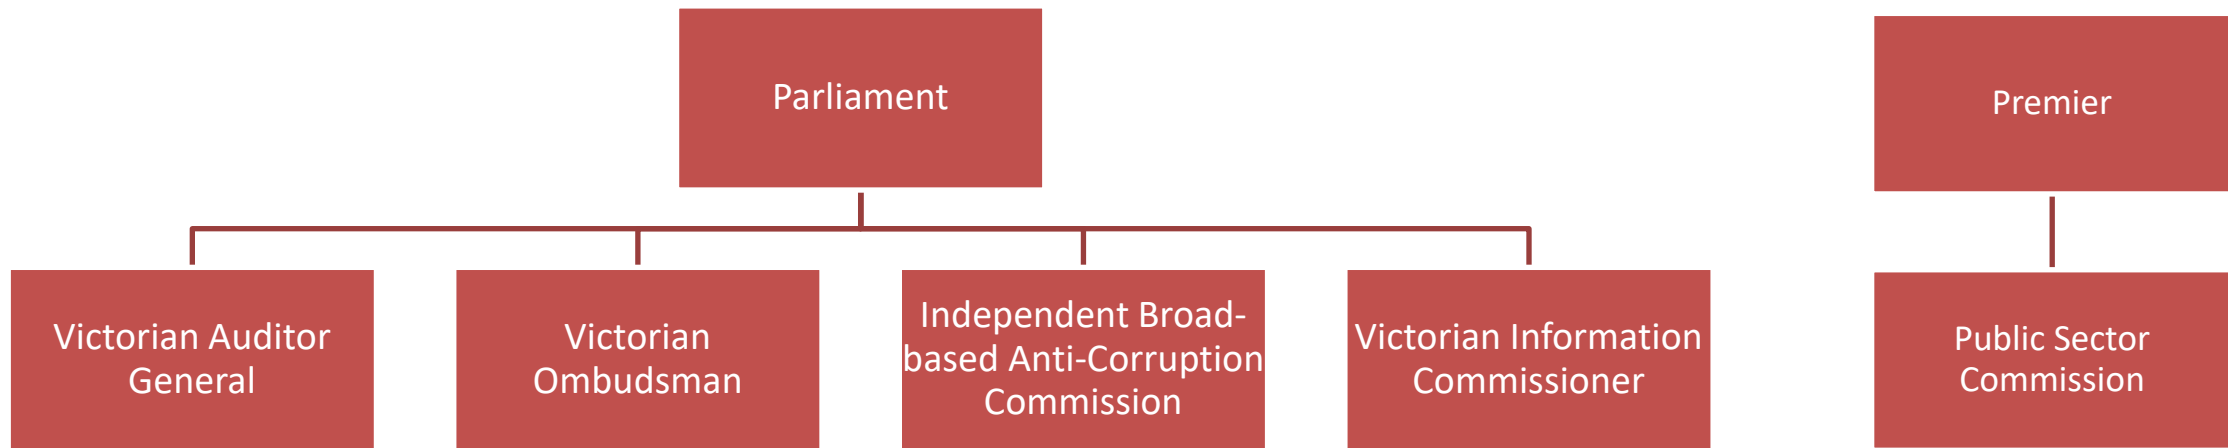 Parliament
Premier
Victorian Auditor
General
Victorian
Ombudsman
Independent Broad-
based Anti-Corruption
Commission
Victorian Information
Commissioner
Public Sector
Commission